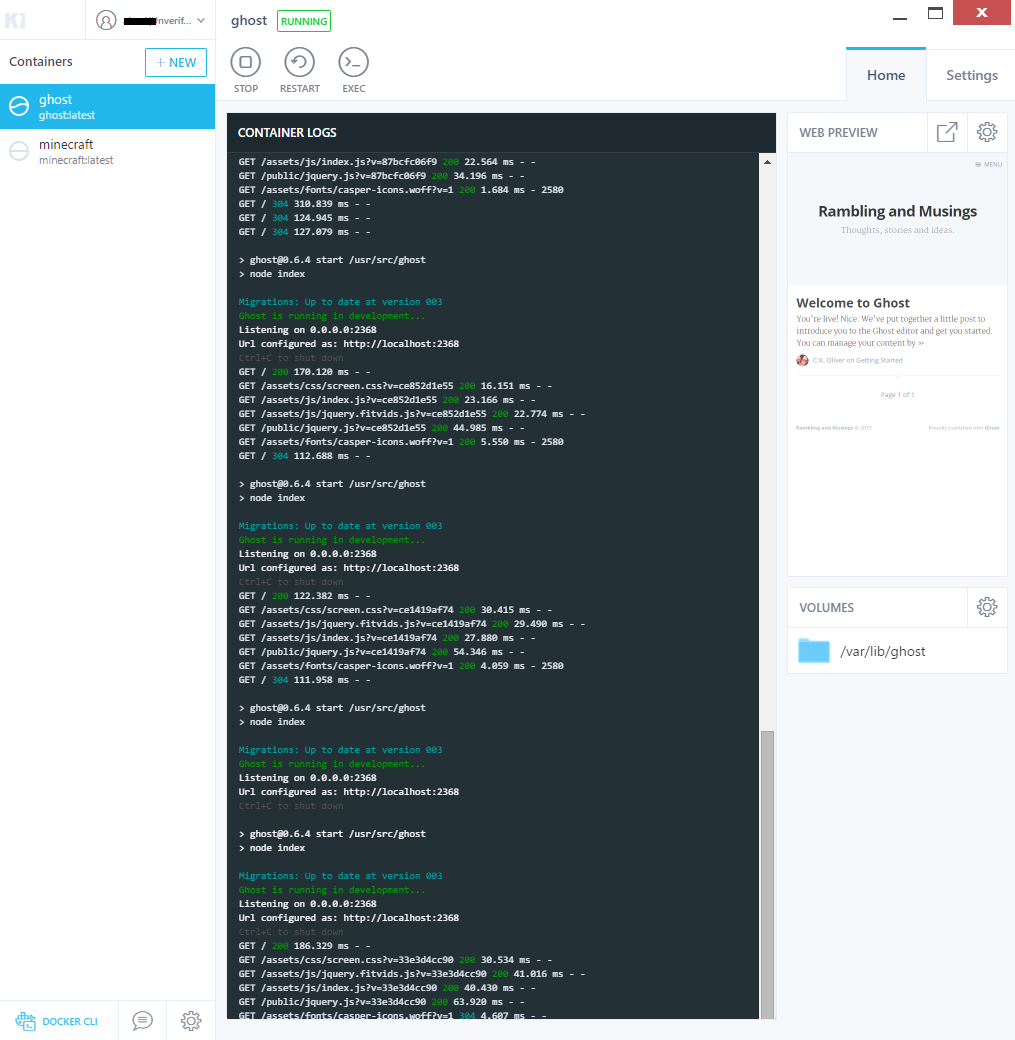 nverif...
Containers
+ NEW
ghost
ghost:latest
minecraft
minecraft:latest
DOCKER CLI
ghost RUNNING
STOP RESTART EXEC
Home Settings
CONTAINER LOGS
GET /assets/js/index.js?v=87bcfc06f9 200 22.564 ms - -
GET /public/jquery.js?v=87bcfc06f9 200 34.196 ms - -
GET /assets/fonts/casper-icons.woff?v=1 200 1.684 ms - 2580
GET / 304 310.839 ms - -
GET / 304 124.945 ms - -
GET / 304 127.079 ms - -
> ghost@0.6.4 start /usr/src/ghost
> node index
Migrations: Up to date at version 003
Ghost is running in development...
Listening on 0.0.0.0:2368
Url configured as: http://localhost:2368
Ctrl+C to shut down
GET / 200 170.120 ms - -
GET /assets/css/screen.css?v=ce852d1e55 200 16.151 ms - -
GET /assets/js/index.js?v=ce852d1e55 200 23.166 ms - -
GET /assets/js/jquery.fitvids.js?v=ce852d1e55 200 22.774 ms - -
GET /public/jquery.js?v=ce852d1e55 200 44.985 ms - -
GET /assets/fonts/casper-icons.woff?v=1 200 5.550 ms - 2580
GET / 304 112.688 ms - -
> ghost@0.6.4 start /usr/src/ghost
> node index
Migrations: Up to date at version 003
Ghost is running in development...
Listening on 0.0.0.0:2368
Url configured as: http://localhost:2368
Ctrl+C to shut down
GET / 200 122.382 ms - -
GET /assets/css/screen.css?v=ce1419af74 200 30.415 ms - -
GET /assets/js/jquery.fitvids.js?v=ce1419af74 200 29.490 ms - -
GET /assets/js/index.js?v=ce1419af74 200 27.880 ms - -
GET /public/jquery.js?v=ce1419af74 200 54.346 ms - -
GET /assets/fonts/casper-icons.woff?v=1 200 4.059 ms - 2580
GET / 304 111.958 ms - -
> ghost@0.6.4 start /usr/src/ghost
> node index
Migrations: Up to date at version 003
Ghost is running in development...
Listening on 0.0.0.0:2368
Url configured as: http://localhost:2368
Ctrl+C to shut down
> ghost@0.6.4 start /usr/src/ghost
> node index
Migrations: Up to date at version 003
Ghost is running in development...
Listening on 0.0.0.0:2368
Url configured as: http://localhost:2368
Ctrl+C to shut down
GET / 200 186.329 ms - -
GET /assets/css/screen.css?v=33e3d4cc90 200 30.534 ms - -
GET /assets/js/jquery.fitvids.js?v=33e3d4cc90 200 41.016 ms - -
GET /assets/js/index.js?v=33e3d4cc90 200 40.430 ms - -
GET /public/jquery.js?v=33e3d4cc90 200 63.920 ms - -
GET /assets/fonts/casper-icons.woff?v=1 304 4.607 ms - -
WEB PREVIEW
MENU
Rambling and Musings
Thoughts, stories and ideas.
Welcome to Ghost
You're live! Nice. We've put together a little post to
introduce you to the Ghost editor and get you started.
You can manage your content by »
C.K. Oliver on Getting Started
Page 1 of 1
Rambling and Musings © 2015 Proudly published with Ghost
VOLUMES
/var/lib/ghost